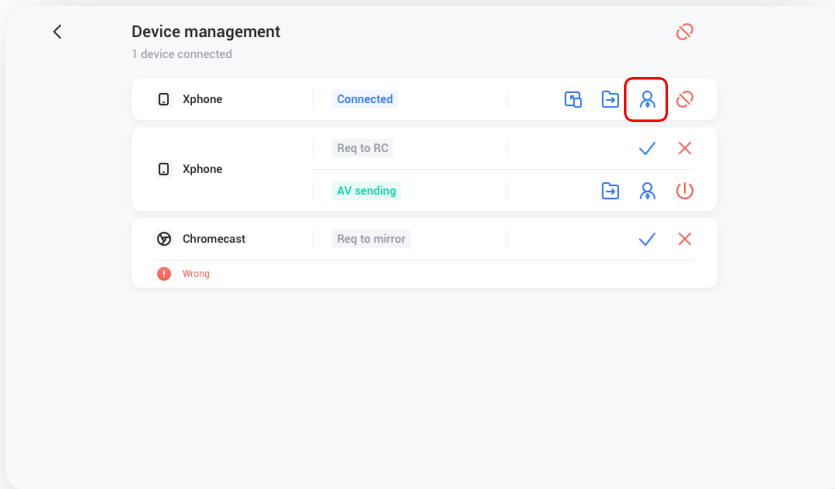 Device management
1 device connected
Xphone
Connected
Xphone
Req to RC
AV sending
Chromecast
Req to mirror
Wrong